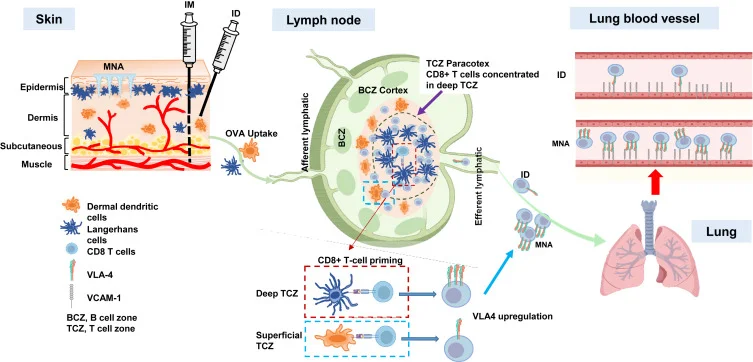 Skin
IM
ID
MNA
Epidermis
Dermis
Subcutaneous
Muscle
OVA Uptake
Dermal dendritic
cells
Langerhans
cells
CD8 T cells
VLA-4
VCAM-1
BCZ, B cell zone
TCZ, T cell zone
Lymph node
Afferent lymphatic
BCZ
BCZ Cortex
TCZ Paracotex
CD8+ T cells concentrated
in deep TCZ
Efferent lymphatic
ID
MNA
CD8+ T-cell priming
Deep TCZ
Superficial
TCZ
VLA4 upregulation
Lung blood vessel
ID
MNA
Lung